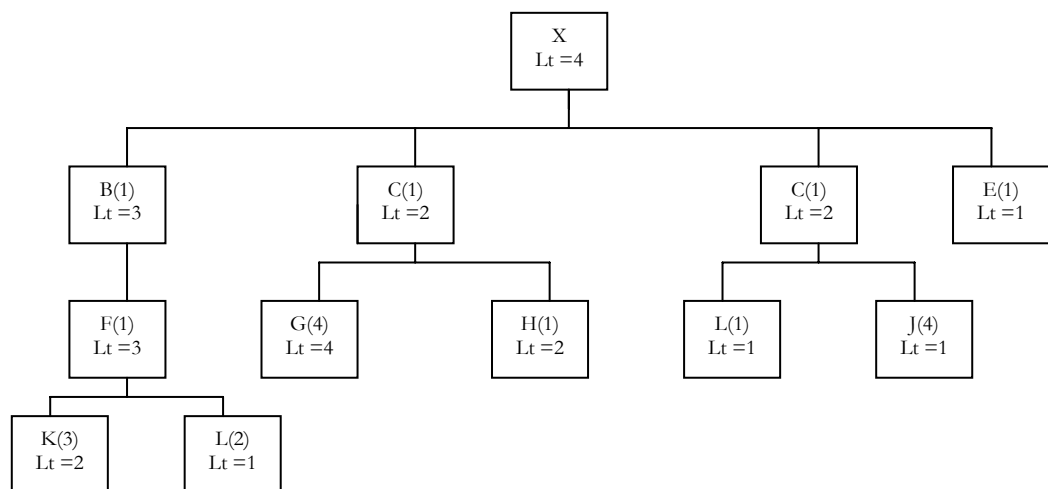 X
Lt =4
B(1)
Lt =3
C(1)
Lt =2
C(1)
Lt =2
E(1)
Lt =1
F(1)
Lt =3
G(4)
Lt =4
H(1)
Lt =2
L(1)
Lt =1
J(4)
Lt =1
K(3)
Lt =2
L(2)
Lt =1